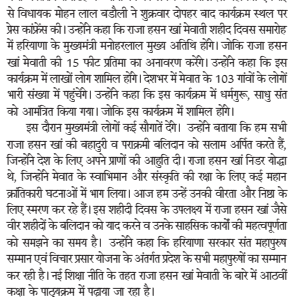 से विधायक मोहन लाल बडौली ने शुक्रवार दोपहर बाद कार्यक्रम स्थल पर
प्रेस कांफ्रेंस की। उन्होंने कहा कि राजा हसन खां मेवाती शहीद दिवस समारोह
में हरियाणा के मुख्यमंत्री मनोहरलाल मुख्य अतिथि होंगे। जोकि राजा हसन
खां मेवाती की 15 फीट प्रतिमा का अनावरण करेंगे। उन्होंने कहा कि इस
कार्यक्रम में लाखों लोग शामिल होंगे। देशभर में मेवात के 103 गांवों के लोगों
भारी संख्या में पहुंचेंगे। उन्होंने कहा कि इस कार्यक्रम में धर्मगुरू, साधु संत
को आमंत्रित किया गया। जोकि इस कार्यक्रम में शामिल होंगे।
इस दौरान मुख्यमंत्री लोगों कई सौगातें देंगे। उन्होंने बताया कि हम सभी
राजा हसन खां की बहादुरी व पराक्रमी बलिदान को सलाम अर्पित करते हैं,
जिन्होंने देश के लिए अपने प्राणों की आहुति दी। राजा हसन खां निडर योद्धा
थे, जिन्होंने मेवात के स्वाभिमान और संस्कृति की रक्षा के लिए कई महान
क्रांतिकारी घटनाओं में भाग लिया। आज हम उन्हें उनकी वीरता और निष्ठा के
लिए स्मरण कर रहे हैं। इस शहीदी दिवस के उपलक्ष्य में राजा हसन खां जैसे
वीर शहीदों के बलिदान को याद करने व उनके साहसिक कार्यों की महत्वपूर्णता
को समझने का समय है। उन्होंने कहा कि हरियाणा सरकार संत महापुरुष
सम्मान एवं विचार प्रसार योजना के अंतर्गत प्रदेश के सभी महापुरुषों का सम्मान
कर रही है। नई शिक्षा नीति के तहत राजा हसन खां मेवाती के बारे में आठवीं
कक्षा के पाठ्यक्रम में पढ़ाया जा रहा है।